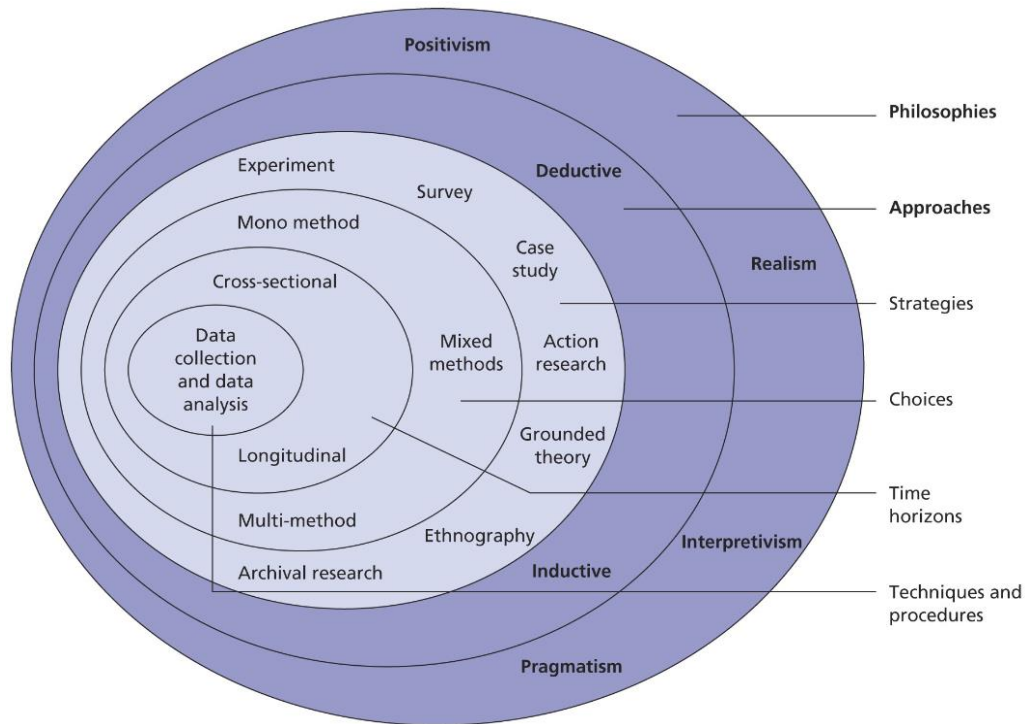 Positivism
Philosophies
Experiment
Deductive
Survey
Approaches
Mono method
Case
study
Realism
Cross-sectional
Strategies
Data
collection
and data
analysis
Mixed
methods
Action
research
Choices
Grounded
theory
Longitudinal
Time
horizons
Multi-method
Ethnography
Interpretivism
Archival research
Inductive
Techniques and
procedures
Pragmatism